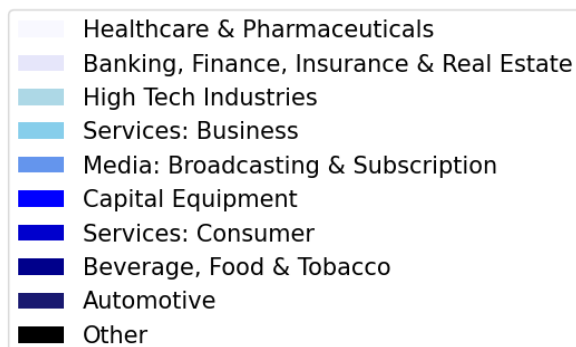 Healthcare & Pharmaceuticals
Banking, Finance, Insurance & Real Estate
High Tech Industries
Services: Business
Media: Broadcasting & Subscription
Capital Equipment
Services: Consumer
Beverage, Food & Tobacco
Automotive
Other